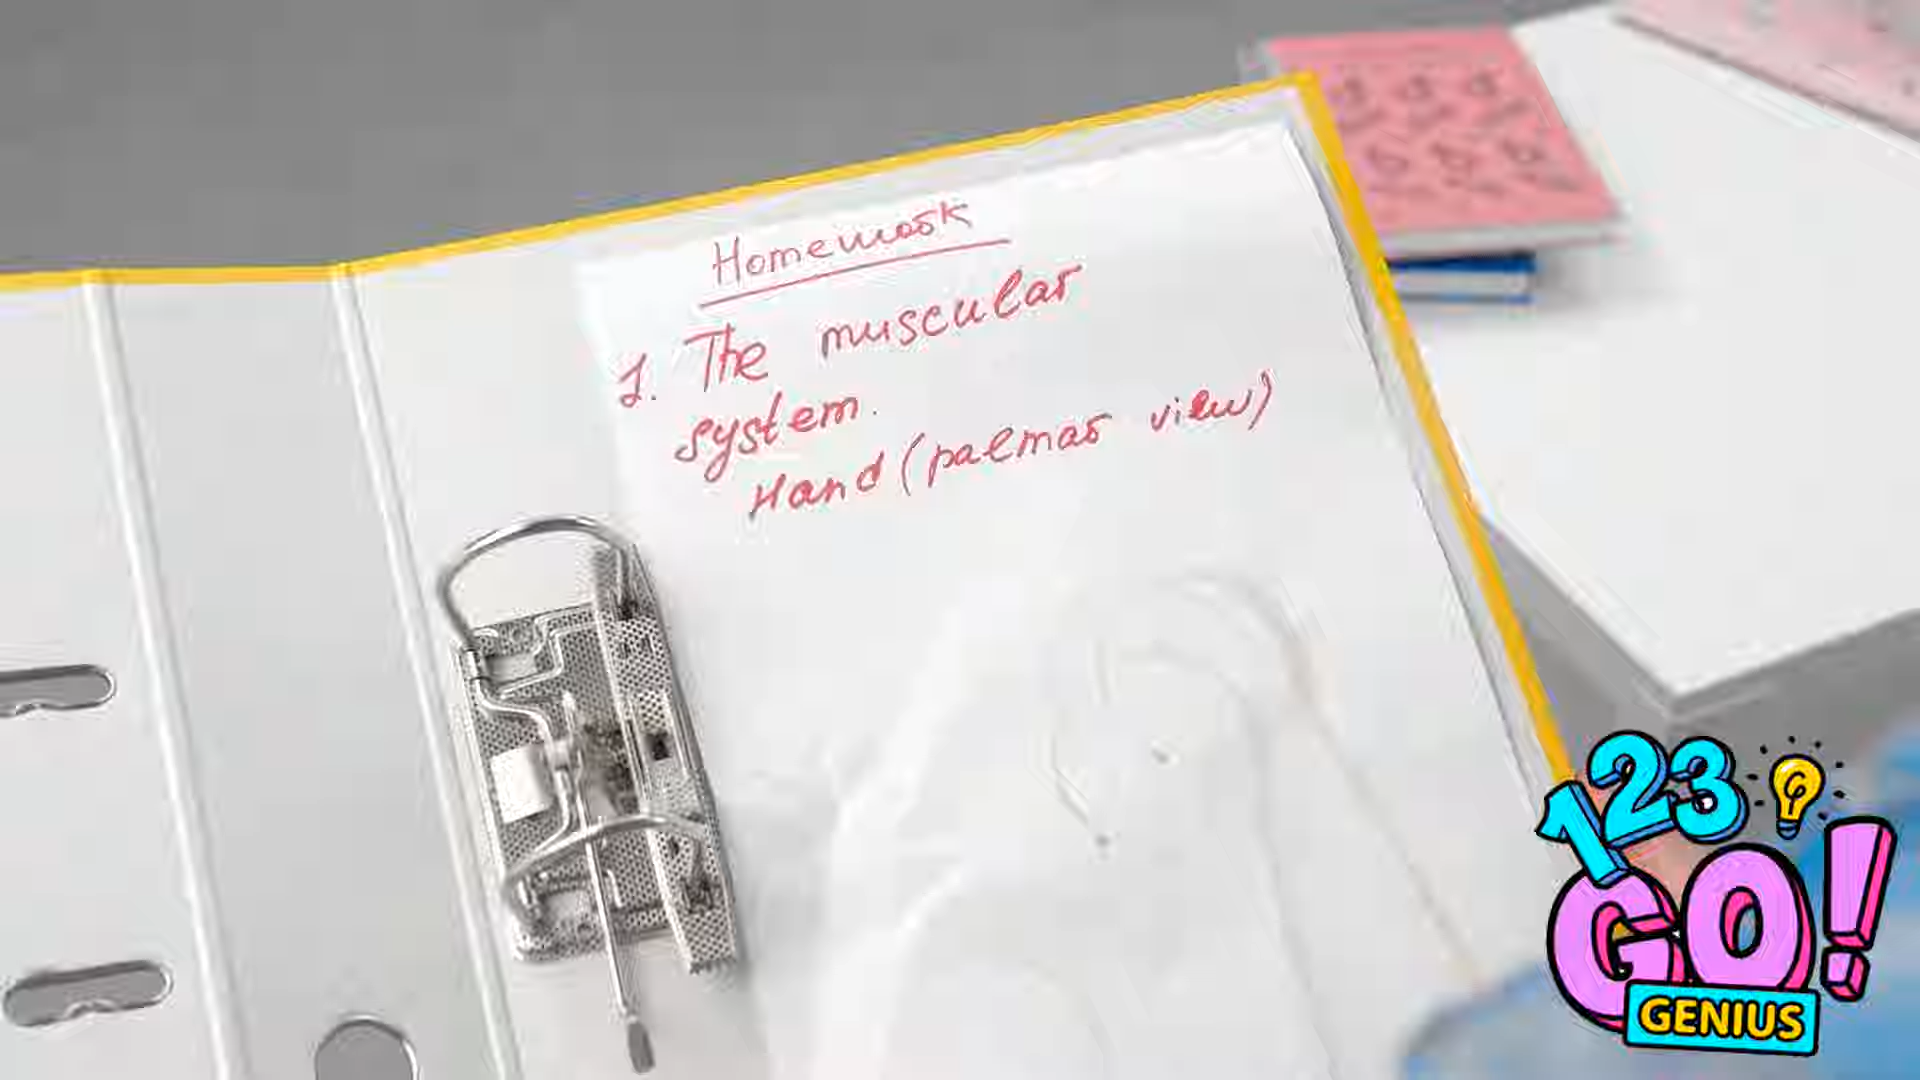 Homework
1. The muscular
system.
Hand (palmar view)
123
GO!
GENIUS